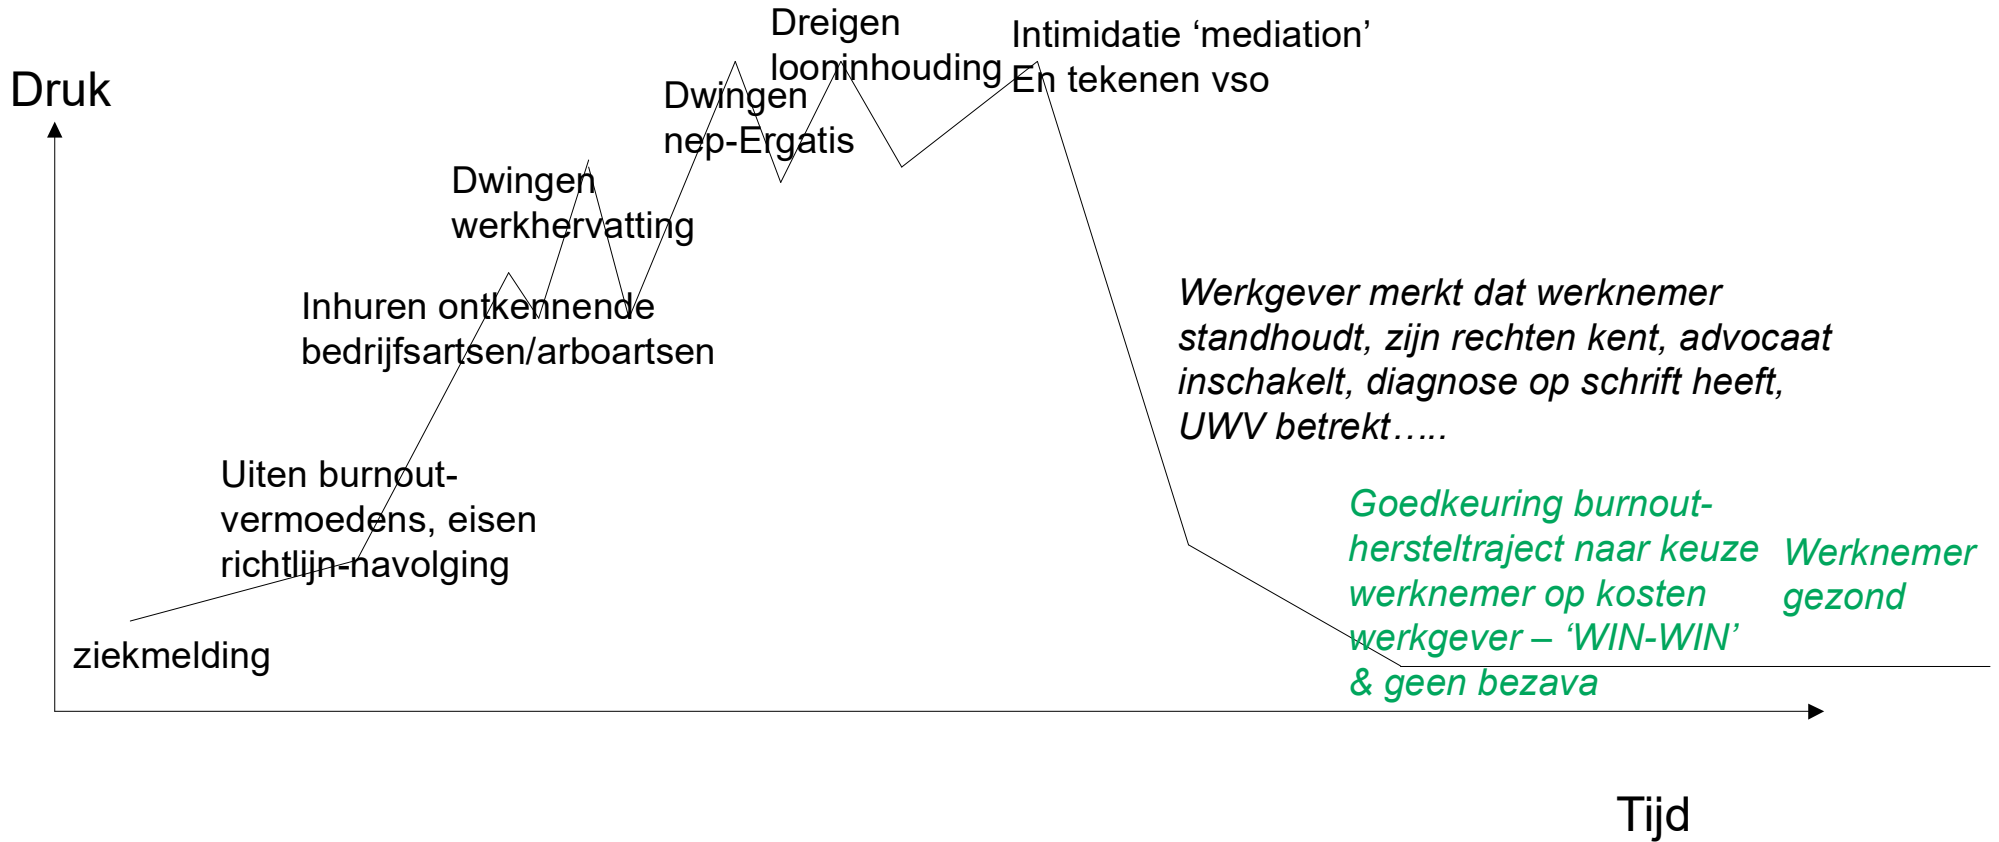 Druk
ziekmelding
Uiten burnout-
vermoedens, eisen
richtlijn-navolging
Inhuren ontkennende
bedrijfsartsen/arboartsen
Dwingen
werkhervatting
Dwingen
nep-Ergatis
Dreigen
looninhouding
Intimidatie ‘mediation’
En tekenen vso
Werkgever merkt dat werknemer
standhoudt, zijn rechten kent, advocaat
inschakelt, diagnose op schrift heeft,
UWV betrekt…..
Goedkeuring burnout-
hersteltraject naar keuze
werknemer op kosten
werkgever – ‘WIN-WIN’
& geen bezava
Werknemer
gezond
Tijd